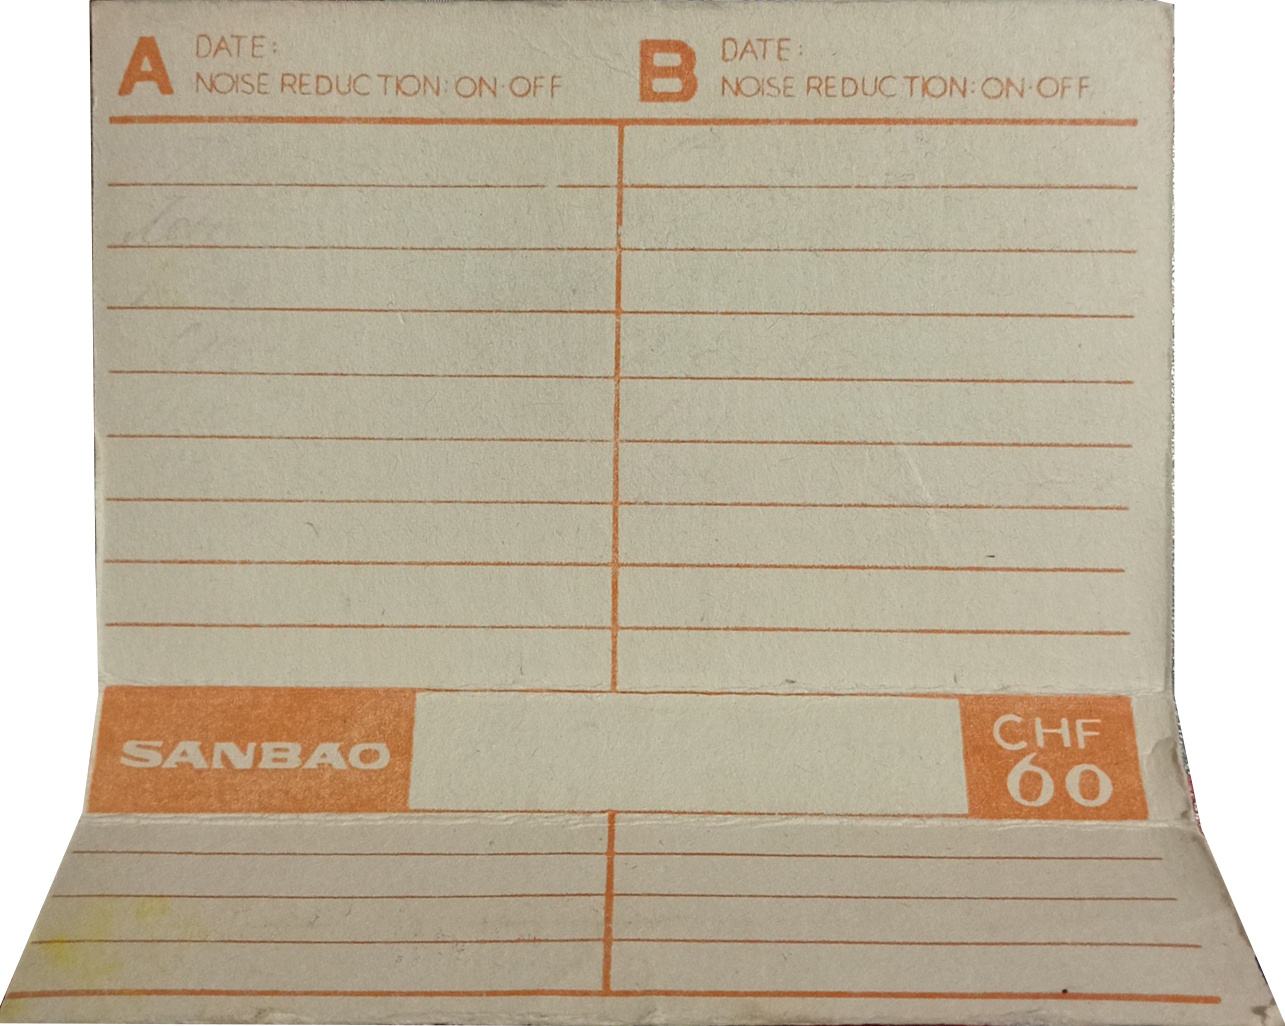 A DATE:
NOISE REDUCTION: ON·OFF
B DATE:
NOISE REDUCTION: ON·OFF
SANBAO
CHF
60